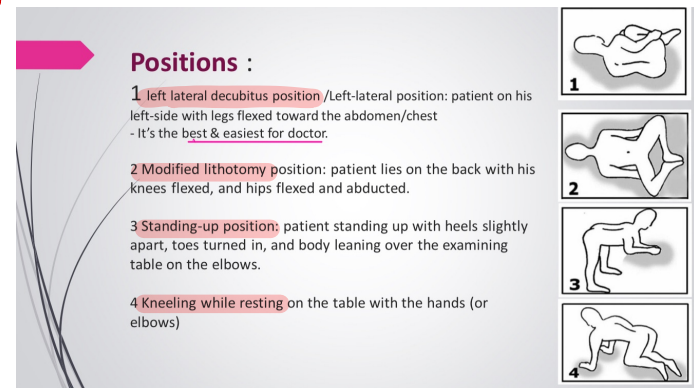 Positions :
1 left lateral decubitus position /Left-lateral position: patient on his
left-side with legs flexed toward the abdomen/chest
- It's the best & easiest for doctor.
2 Modified lithotomy position: patient lies on the back with his
knees flexed, and hips flexed and abducted.
3 Standing-up position: patient standing up with heels slightly
apart, toes turned in, and body leaning over the examining
table on the elbows.
4 Kneeling while resting on the table with the hands (or
elbows)
1
2
3
4